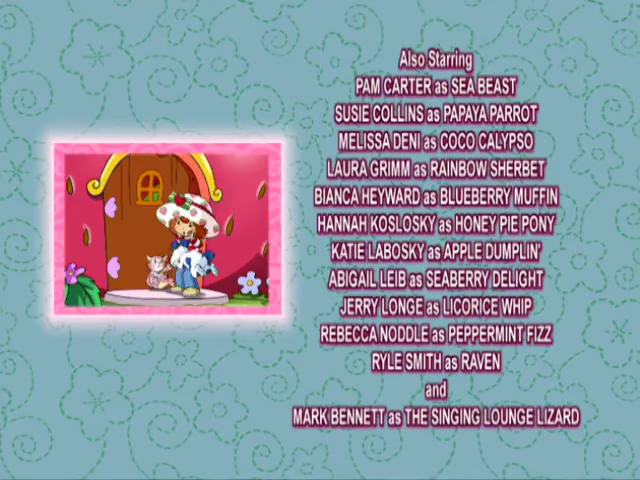 Also Starring
PAM CARTER as SEA BEAST
SUSIE COLLINS as PAPAYA PARROT
MELISSA DENI as COCO CALYPSO
LAURA GRIMM as RAINBOW SHERBET
BIANCA HEYWARD as BLUEBERRY MUFFIN
HANNAH KOSLOSKY as HONEY PIE PONY
KATIE LABOSKY as APPLE DUMPLIN'
ABIGAIL LEIB as SEABERRY DELIGHT
JERRY LONGE as LICORICE WHIP
REBECCA NODDLE as PEPPERMINT FIZZ
RYLE SMITH as RAVEN
and
MARK BENNETT as THE SINGING LOUNGE LIZARD